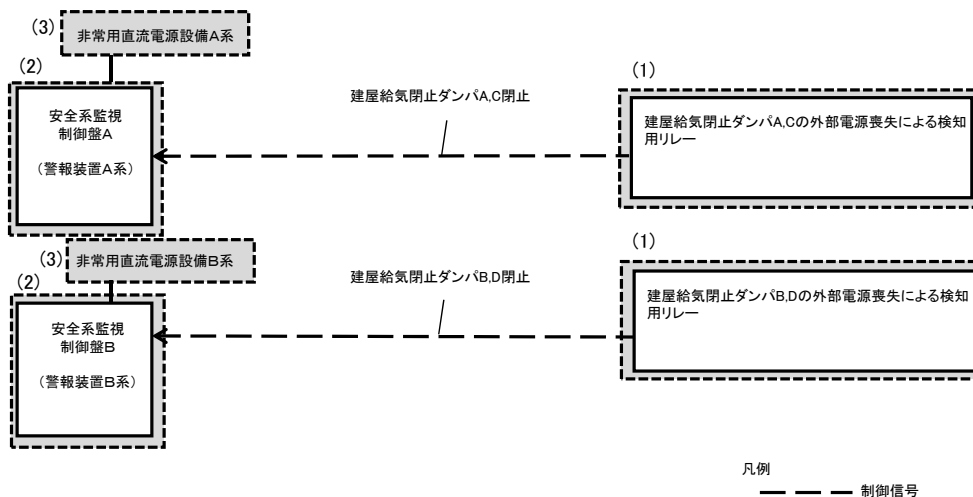 (3)
非常用直流電源設備A系
(2)
安全系監視
制御盤A
（警報装置A系）
建屋給気閉止ダンパA,C閉止
(1)
建屋給気閉止ダンパA,Cの外部電源喪失による検知
用リレー
(3)
非常用直流電源設備B系
(2)
安全系監視
制御盤B
（警報装置B系）
建屋給気閉止ダンパB,D閉止
(1)
建屋給気閉止ダンパB,Dの外部電源喪失による検知
用リレー
凡例
制御信号